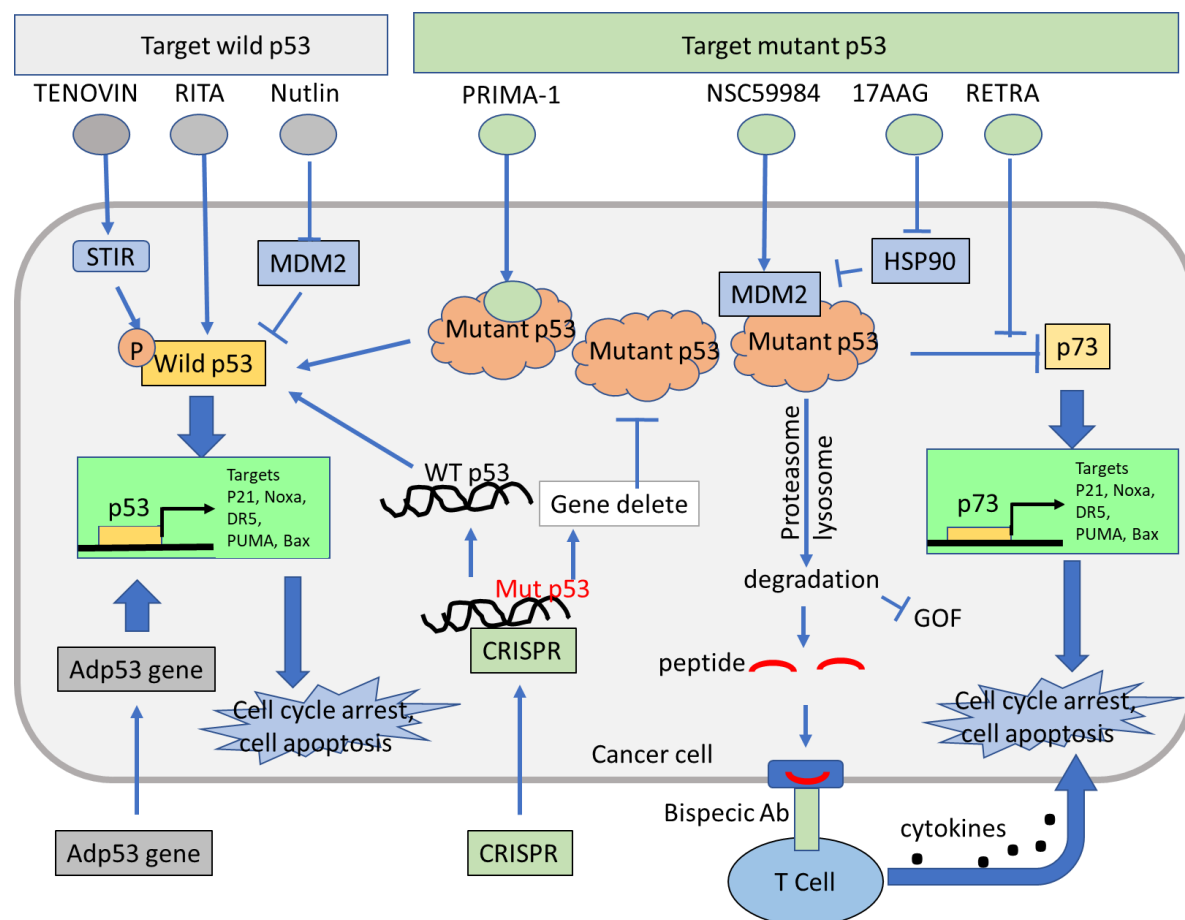 Target wild p53
Target mutant p53
TENOVIN
RITA
Nutlin
PRIMA-1
NSC59984
17AAG
RETRA
STIR
MDM2
HSP90
MDM2
P
Wild p53
Mutant p53
Mutant p53
Mutant p53
p73
Proteasome
lysosome
p53
Targets
P21, Noxa,
DR5,
PUMA, Bax
WT p53
Gene delete
p73
Targets
P21, Noxa,
DR5,
PUMA, Bax
Mut p53
CRISPR
degradation
GOF
Adp53 gene
peptide
Cell cycle arrest,
cell apoptosis
Cell cycle arrest,
cell apoptosis
Cancer cell
Bispecic Ab
Adp53 gene
CRISPR
cytokines
T Cell